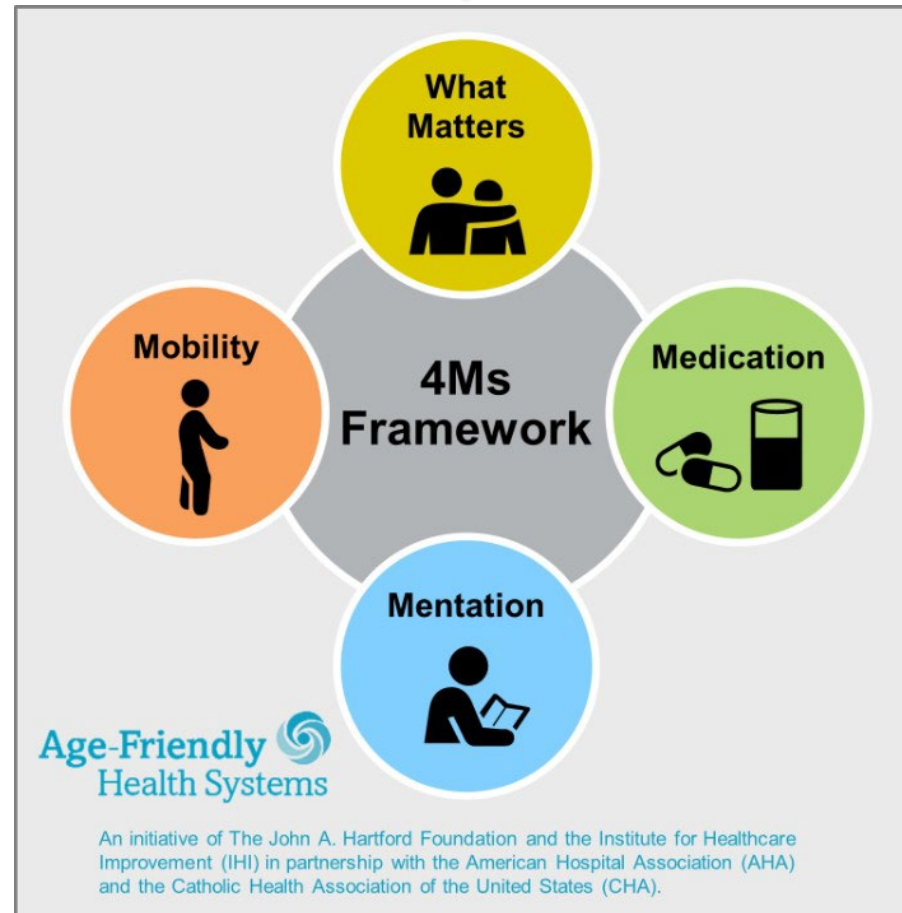 What
Matters
Mobility
4Ms
Framework
Medication
Mentation
Age-Friendly
Health Systems
An initiative of The John A. Hartford Foundation and the Institute for Healthcare
Improvement (IHI) in partnership with the American Hospital Association (AHA)
and the Catholic Health Association of the United States (CHA).